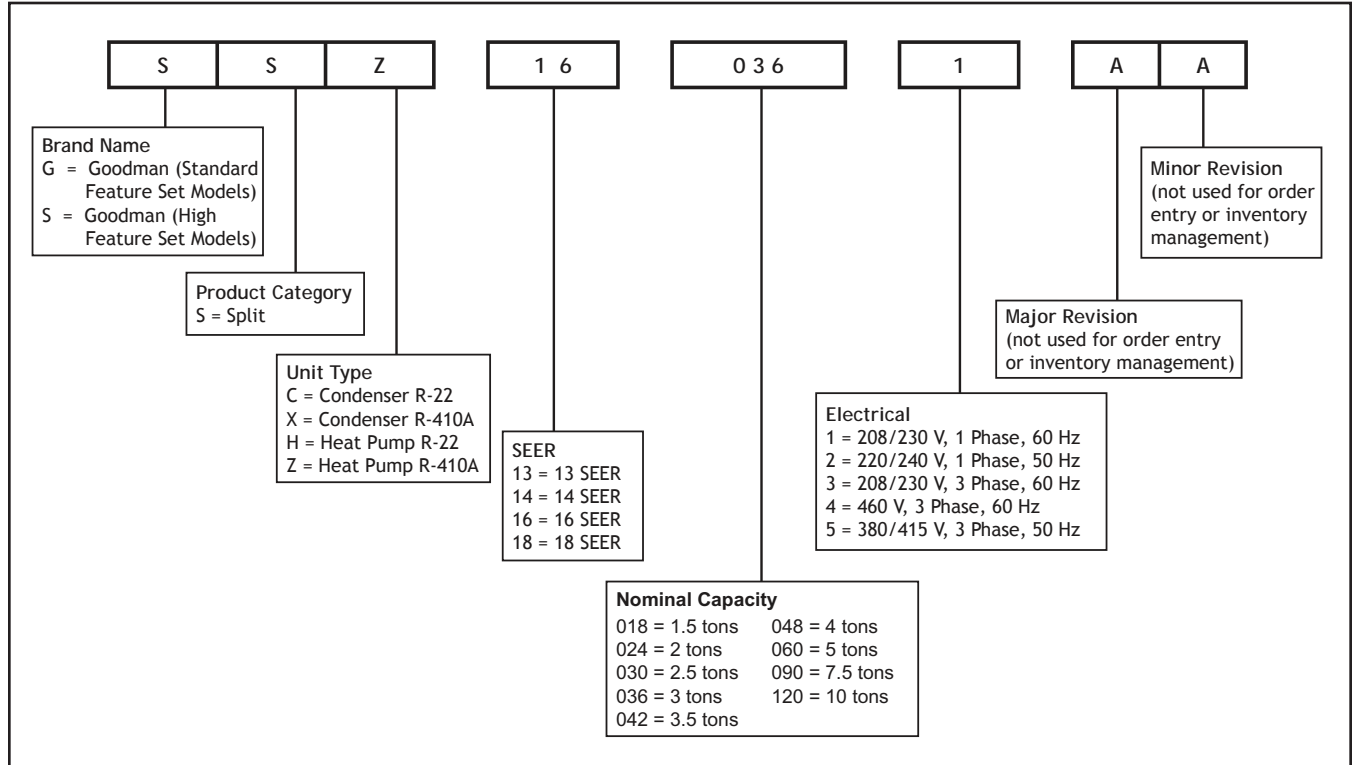 S S Z 1 6 0 3 6 1 A A
Brand Name
G = Goodman (Standard
Feature Set Models)
S = Goodman (High
Feature Set Models)
Product Category
S = Split
Unit Type
C = Condenser R-22
X = Condenser R-410A
H = Heat Pump R-22
Z = Heat Pump R-410A
SEER
13 = 13 SEER
14 = 14 SEER
16 = 16 SEER
18 = 18 SEER
Nominal Capacity
018 = 1.5 tons 048 = 4 tons
024 = 2 tons 060 = 5 tons
030 = 2.5 tons 090 = 7.5 tons
036 = 3 tons 120 = 10 tons
042 = 3.5 tons
Electrical
1 = 208/230 V, 1 Phase, 60 Hz
2 = 220/240 V, 1 Phase, 50 Hz
3 = 208/230 V, 3 Phase, 60 Hz
4 = 460 V, 3 Phase, 60 Hz
5 = 380/415 V, 3 Phase, 50 Hz
Major Revision
(not used for order entry
or inventory management)
Minor Revision
(not used for order
entry or inventory
management)